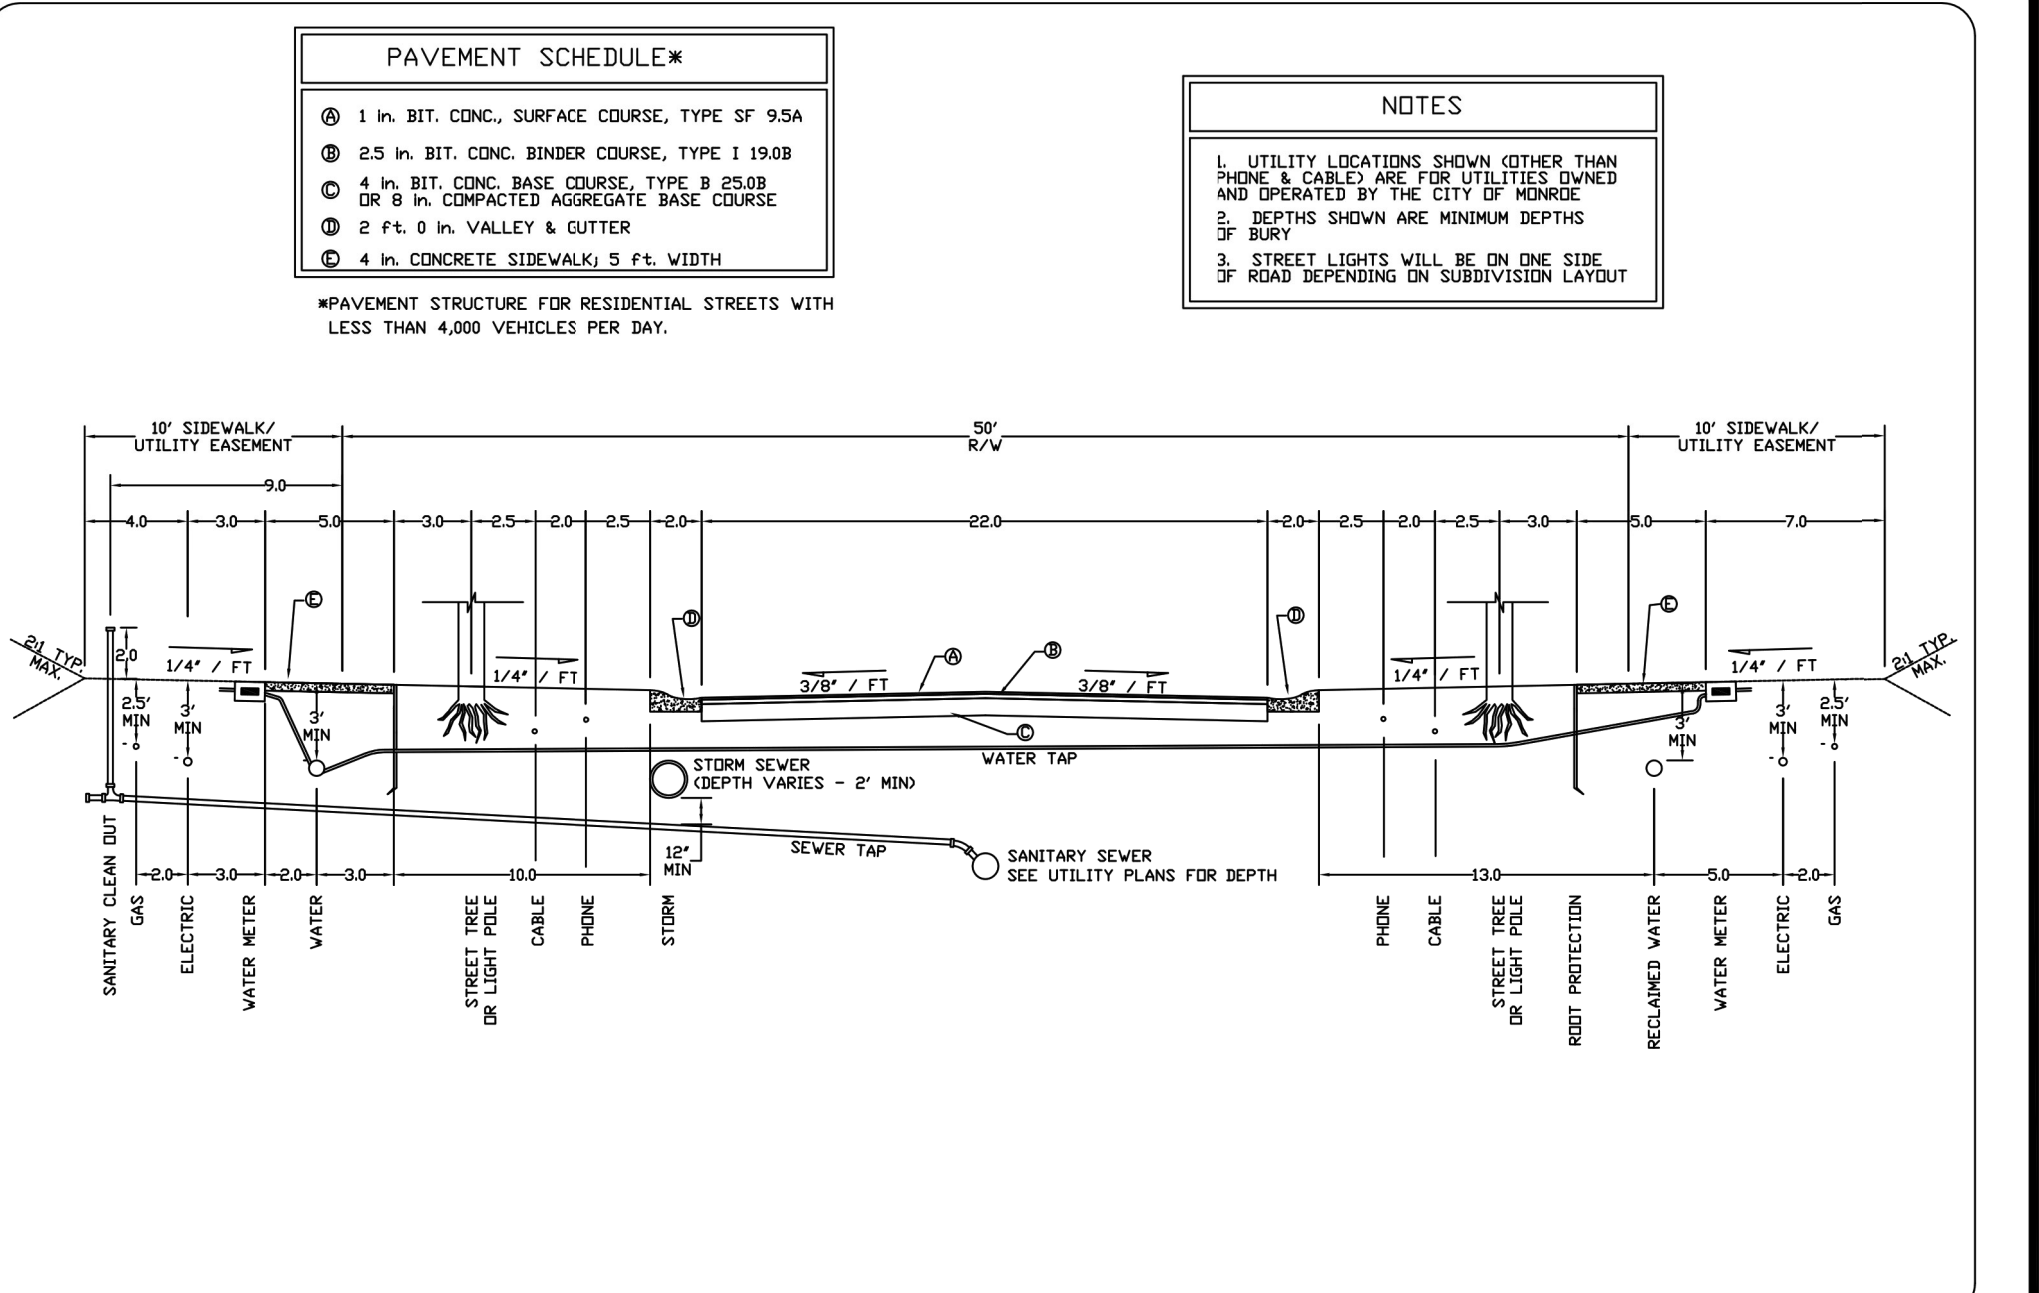 PAVEMENT SCHEDULE*
A 1 in. BIT. CONC., SURFACE COURSE, TYPE SF 9.5A
B 2.5 in. BIT. CONC. BINDER COURSE, TYPE I 19.0B
C 4 in. BIT. CONC. BASE COURSE, TYPE B 25.0B
OR 8 in. COMPACTED AGGREGATE BASE COURSE
D 2 ft. 0 in. VALLEY & GUTTER
E 4 in. CONCRETE SIDEWALK; 5 ft. WIDTH
*PAVEMENT STRUCTURE FOR RESIDENTIAL STREETS WITH
LESS THAN 4,000 VEHICLES PER DAY.
NOTES
1. UTILITY LOCATIONS SHOWN (OTHER THAN
PHONE & CABLE) ARE FOR UTILITIES OWNED
AND OPERATED BY THE CITY OF MONROE
2. DEPTHS SHOWN ARE MINIMUM DEPTHS
OF BURY
3. STREET LIGHTS WILL BE ON ONE SIDE
OF ROAD DEPENDING ON SUBDIVISION LAYOUT
10' SIDEWALK/
UTILITY EASEMENT
50'
R/W
10' SIDEWALK/
UTILITY EASEMENT
9.0
4.0 3.0 5.0 3.0 2.5 2.0 2.5 2.0 22.0 2.0 2.5 2.0 2.5 3.0 5.0 7.0
E
D
A
B
D
E
2:1 TYP.
MAX.
2.0
1/4" / FT
1/4" / FT
3/8" / FT
3/8" / FT
1/4" / FT
1/4" / FT
2:1 TYP.
MAX.
2.5'
MIN
3'
MIN
3'
MIN
C
3'
MIN
3'
MIN
2.5'
MIN
WATER TAP
STORM SEWER
(DEPTH VARIES - 2' MIN)
SEWER TAP
12"
MIN
SANITARY SEWER
SEE UTILITY PLANS FOR DEPTH
2.0 3.0 2.0 3.0 10.0 13.0 5.0 2.0
SANITARY CLEAN OUT
GAS
ELECTRIC
WATER METER
WATER
STREET TREE
OR LIGHT POLE
CABLE
PHONE
STORM
PHONE
CABLE
STREET TREE
OR LIGHT POLE
ROOT PROTECTION
RECLAIMED WATER
WATER METER
ELECTRIC
GAS